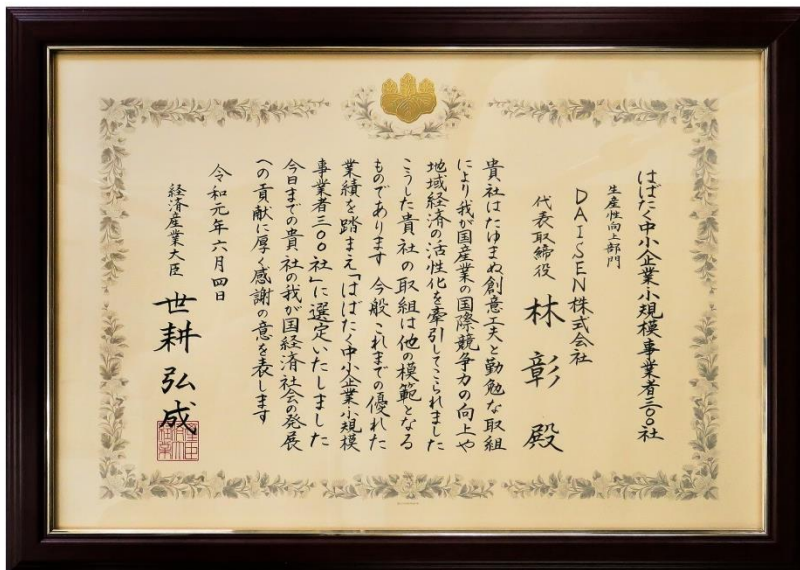 はばたく中小企業・小規模事業者三〇〇社
生産性向上部門
DAISEN株式会社
代表取締役 林彰 殿
貴社はたゆまぬ創意工夫と勤勉な取組
により我が国産業の国際競争力の向上や
地域経済の活性化を牽引してこられました
こうした貴社の取組は他の模範となる
ものであります 今般これまでの優れた
業績を踏まえ「はばたく中小企業・小規模
事業者三〇〇社」に選定いたしました
今日までの貴社の我が国経済社会の発展
への貢献に厚く感謝の意を表します
令和元年六月四日
経済産業大臣 世耕弘成